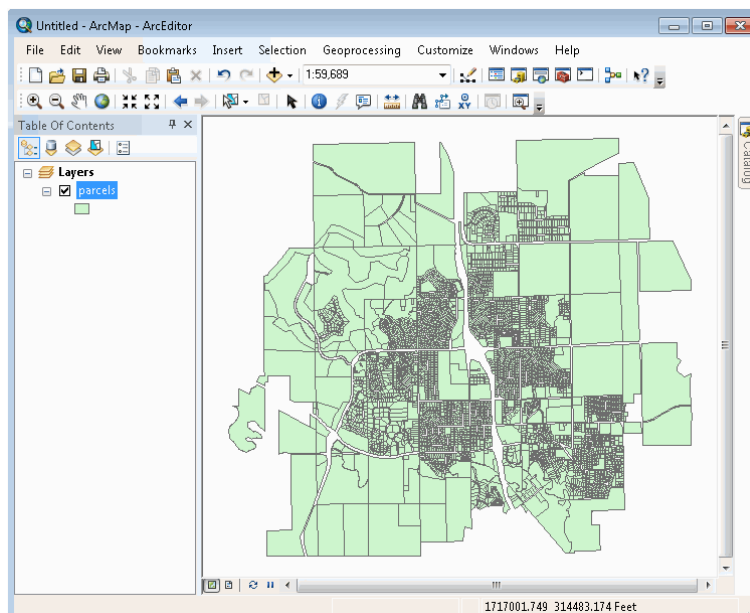 Untitled - ArcMap - ArcEditor
File Edit View Bookmarks Insert Selection Geoprocessing Customize Windows Help
1:59,689
Table Of Contents
Layers
parcels
Catalog
1717001.749 314483.174 Feet